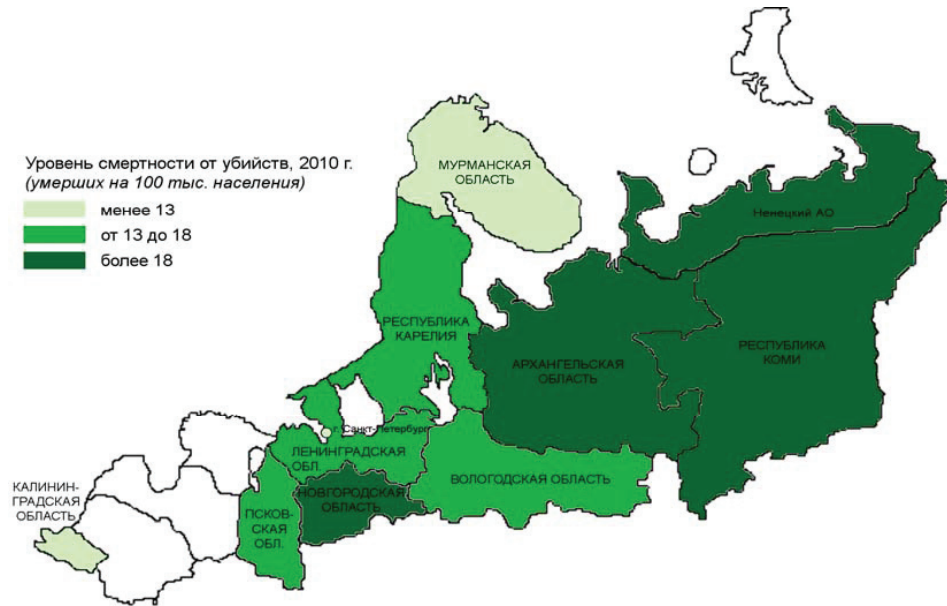 Уровень смертности от убийств, 2010 г.
(умерших на 100 тыс. населения)
менее 13
от 13 до 18
более 18
МУРМАНСКАЯ
ОБЛАСТЬ
Ненецкий АО
РЕСПУБЛИКА
КАРЕЛИЯ
АРХАНГЕЛЬСКАЯ
ОБЛАСТЬ
РЕСПУБЛИКА
КОМИ
г. Санкт-Петербург
ЛЕНИНГРАДСКАЯ
ОБЛ.
ВОЛОГОДСКАЯ ОБЛАСТЬ
КАЛИНИН-
ГРАДСКАЯ
ОБЛАСТЬ
НОВГОРОДСКАЯ
ОБЛАСТЬ
ПСКОВ-
СКАЯ
ОБЛ.